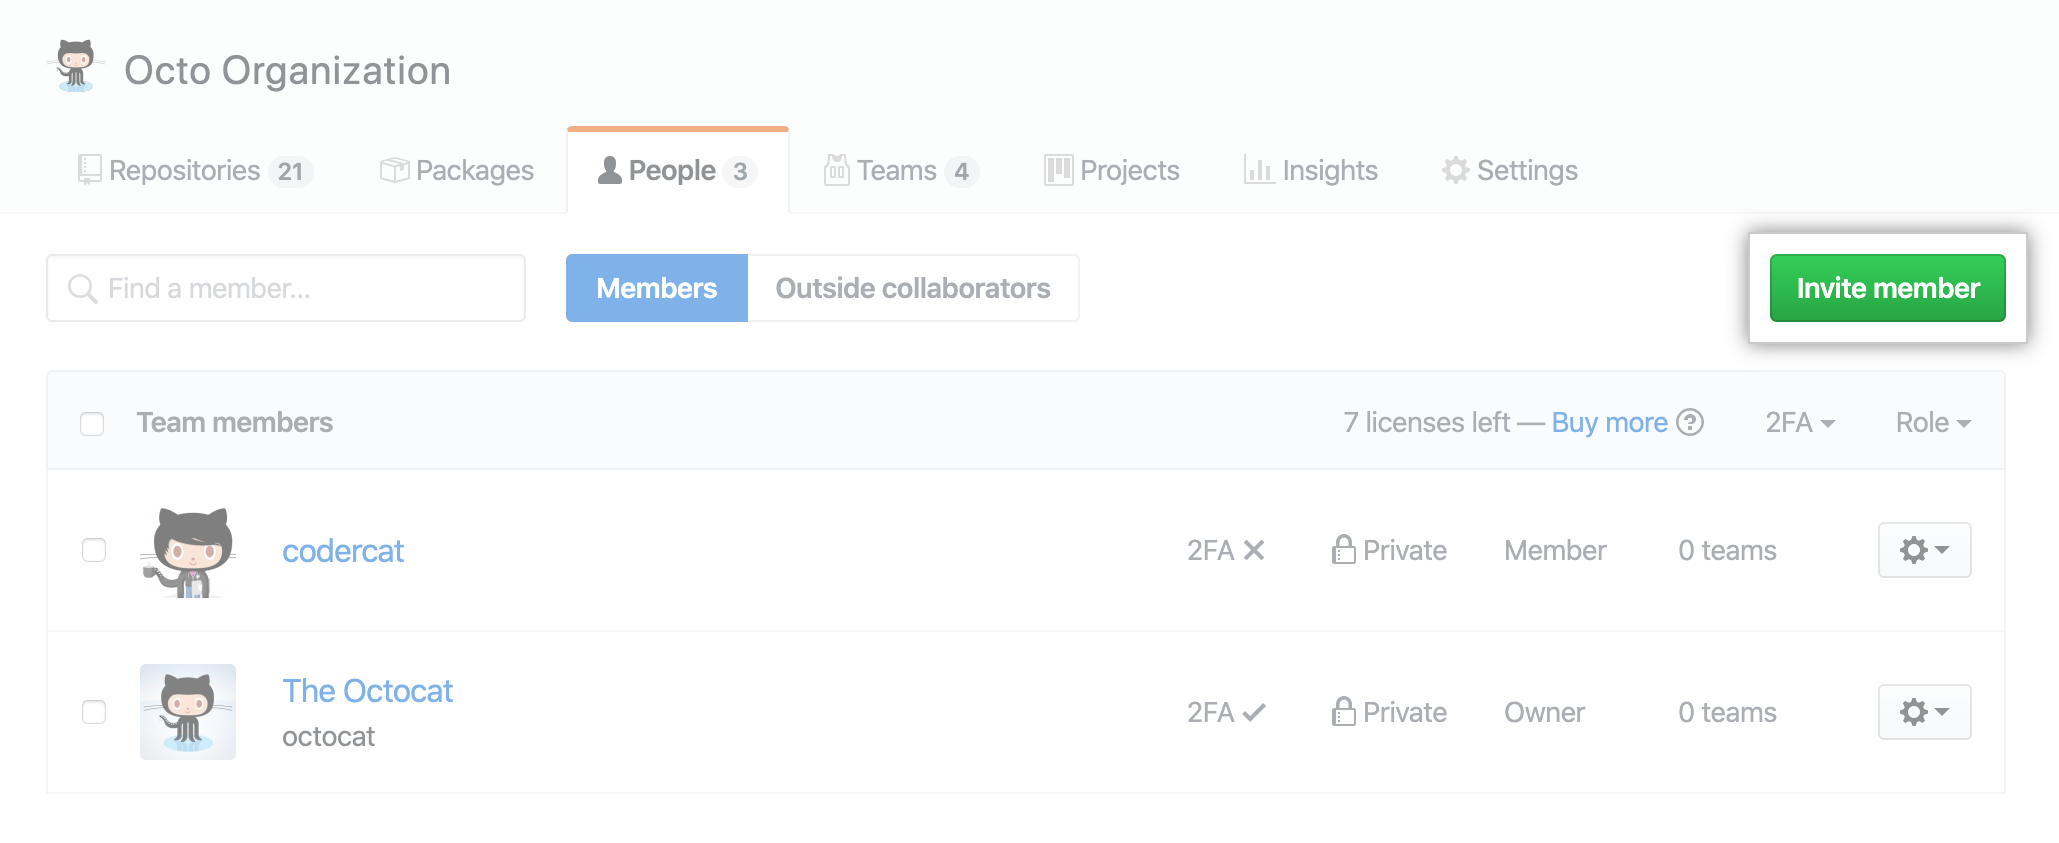 Octo Organization
Repositories 21 Packages People 3 Teams 4 Projects Insights Settings
Find a member... Members Outside collaborators Invite member
Team members 7 licenses left — Buy more ? 2FA Role
codercat 2FA Private Member 0 teams
The Octocat
octocat 2FA Private Owner 0 teams